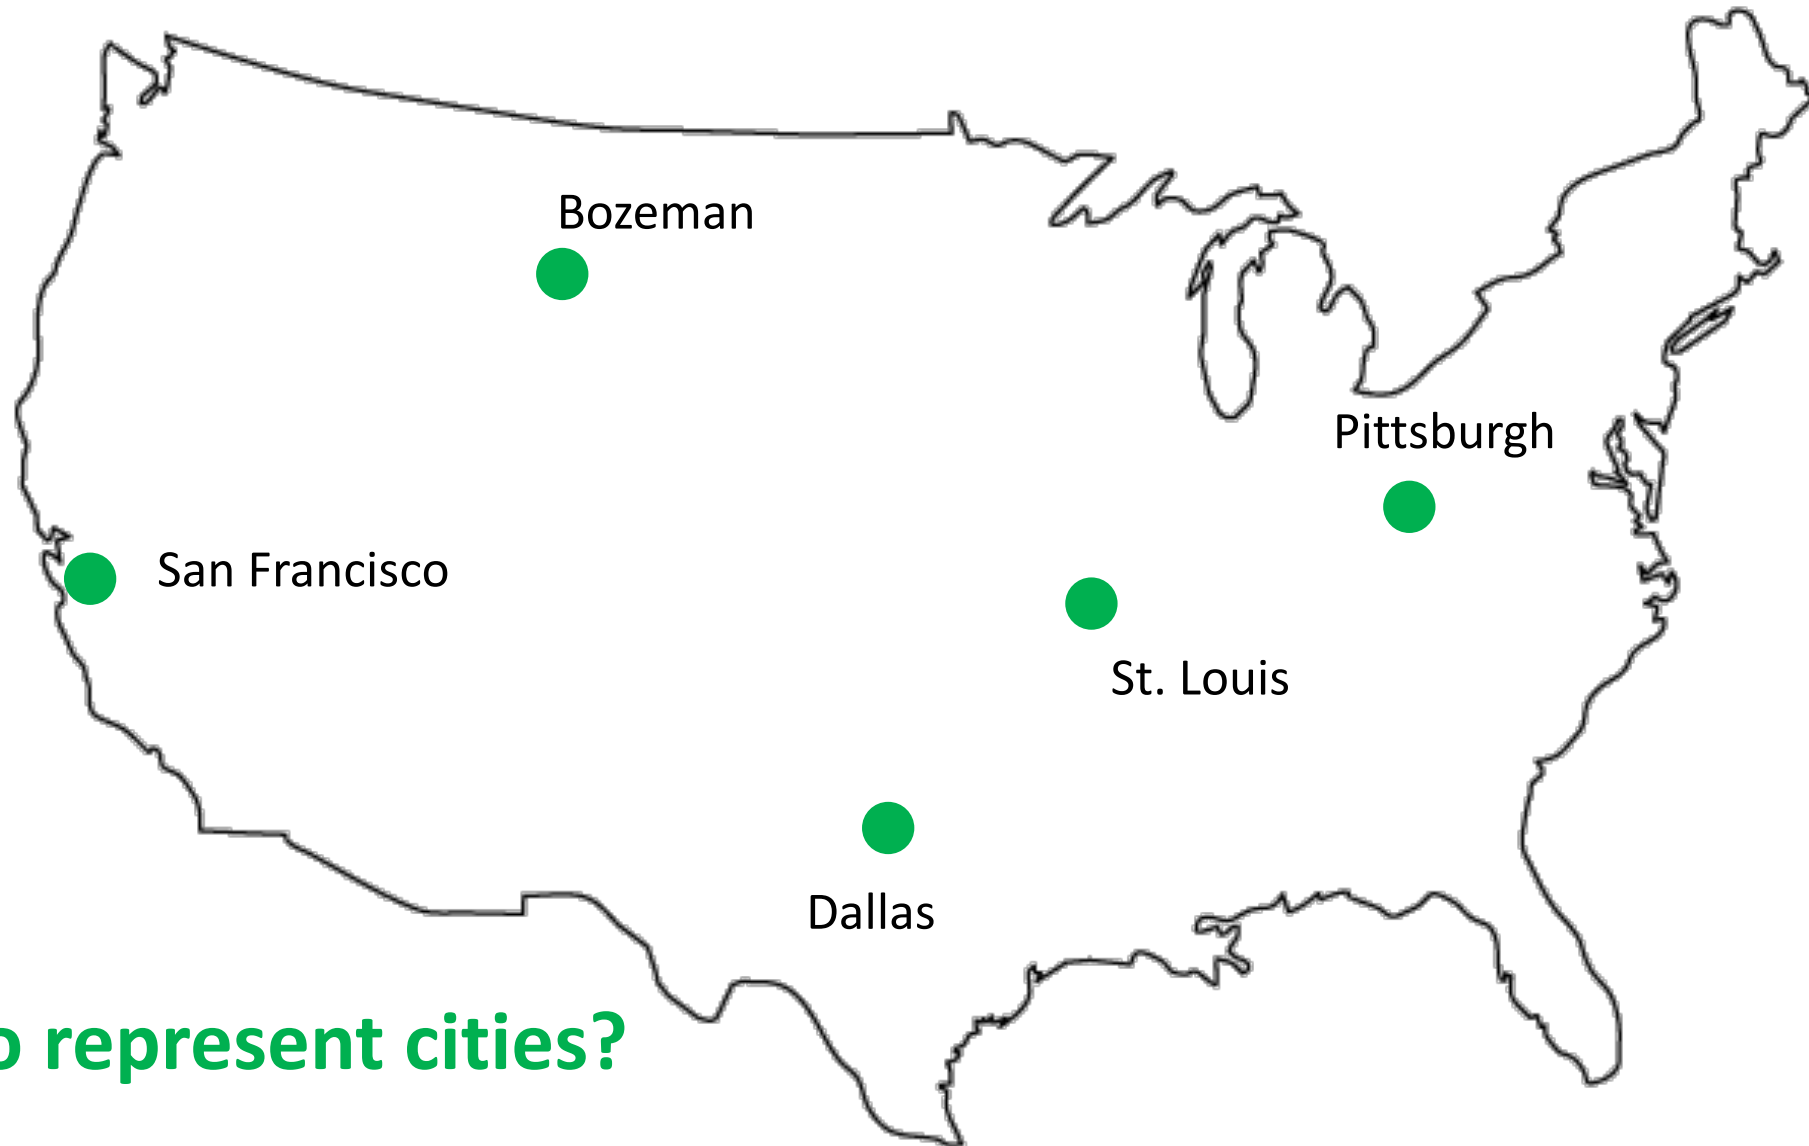 Bozeman
Pittsburgh
San Francisco
St. Louis
Dallas
o represent cities?